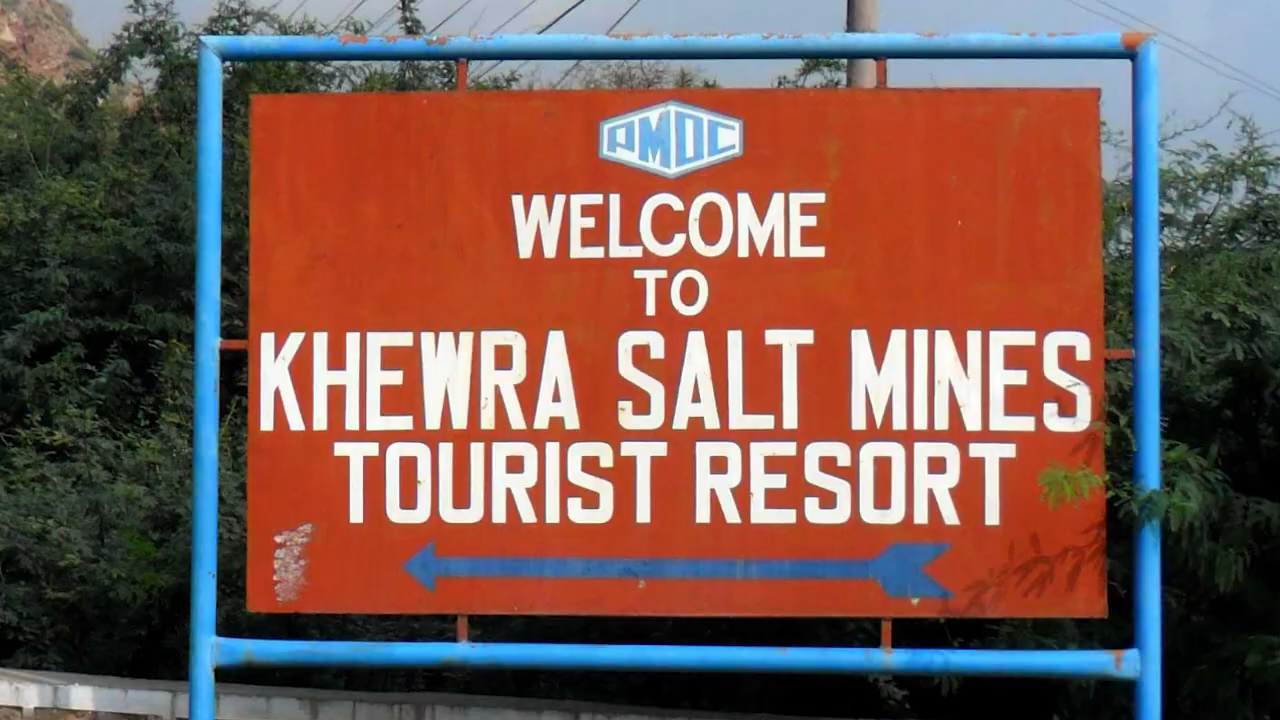 PMDC
WELCOME
TO
KHEWRA SALT MINES
TOURIST RESORT